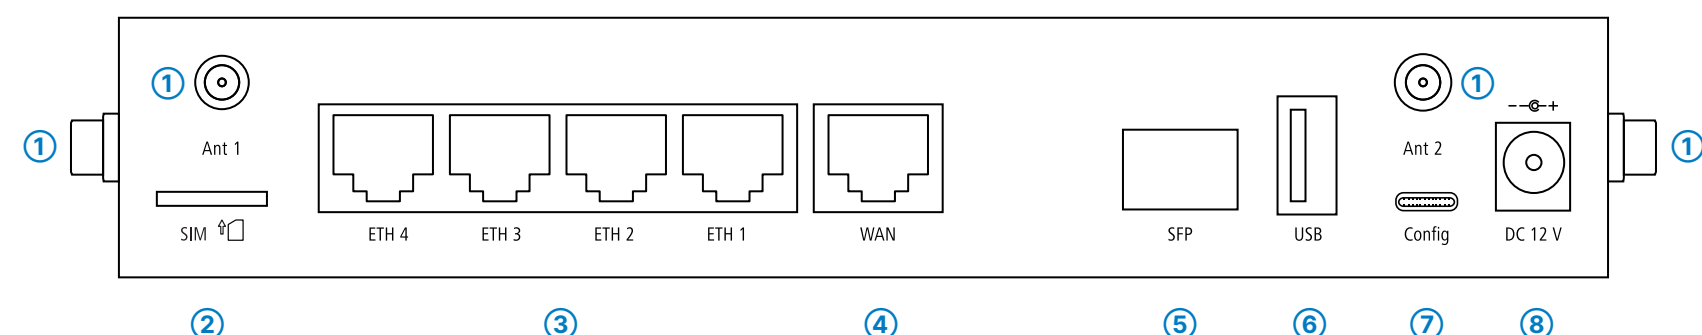 ① ①
- +
① Ant 1 Ant 2 ①
SIM ETH 4 ETH 3 ETH 2 ETH 1 WAN SFP USB Config DC 12 V
② ③ ④ ⑤ ⑥ ⑦ ⑧